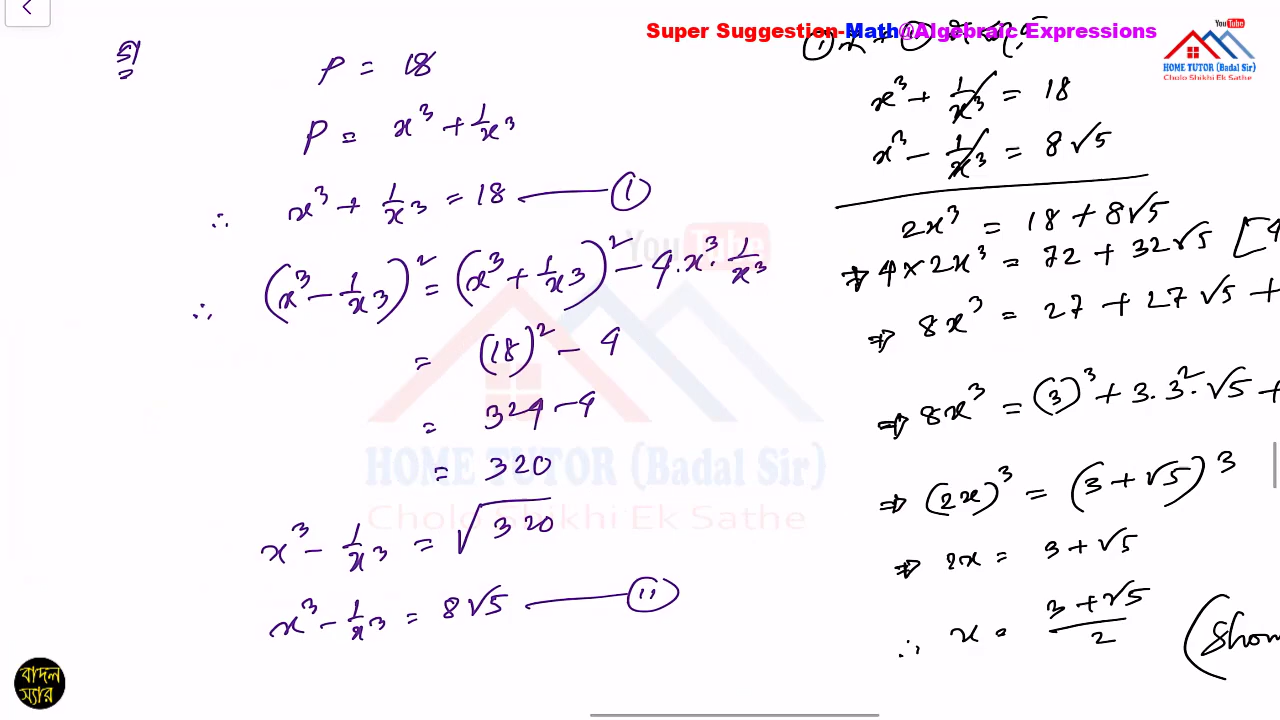 Super Suggestion-Math@Algebraic Expressions
YouTube
HOME TUTOR (Badal Sir)
Cholo Shikhi Ek Sathe
P = 18
P = x³ + 1/x³
∴ x³ + 1/x³ = 18 —— (i)
∴ (x³ - 1/x³)² = (x³ + 1/x³)² - 4.x³.1/x³
= (18)² - 4
= 324 - 4
= 320
x³ - 1/x³ = √320
x³ - 1/x³ = 8√5 —— (ii)
x³ + 1/x³ = 18
x³ - 1/x³ = 8√5
2x³ = 18 + 8√5
⇒ 4×2x³ = 72 + 32√5 [4
⇒ 8x³ = 27 + 27√5 +
⇒ 8x³ = (3)³ + 3.3².√5 +
⇒ (2x)³ = (3+√5)³
⇒ 2x = 3+√5
∴ x = (3+√5)/2 (Show
YouTube
HOME TUTOR (Badal Sir)
Cholo Shikhi Ek Sathe
বাদল
স্যার